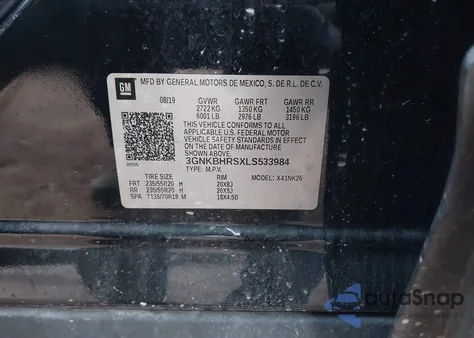 GM
MFD BY GENERAL MOTORS DE MEXICO, S. DE R.L. DE C.V.
08/19 GVWR GAWR FRT GAWR RR
2722 KG 1350 KG 1450 KG
6001 LB 2976 LB 3196 LB
THIS VEHICLE CONFORMS TO ALL
APPLICABLE U.S. FEDERAL MOTOR
VEHICLE SAFETY STANDARDS IN EFFECT
ON THE DATE OF MANUFACTURE SHOWN ABOVE.
3GNKBHRSXLS533984
TYPE: M.P.V.
TIRE SIZE RIM MODEL: X41NK26
FRT 235/55R20 H 20X8J
RR 235/55R20 H 20X8J
SPA T135/70R18 M 18X4.5B
autoSnap